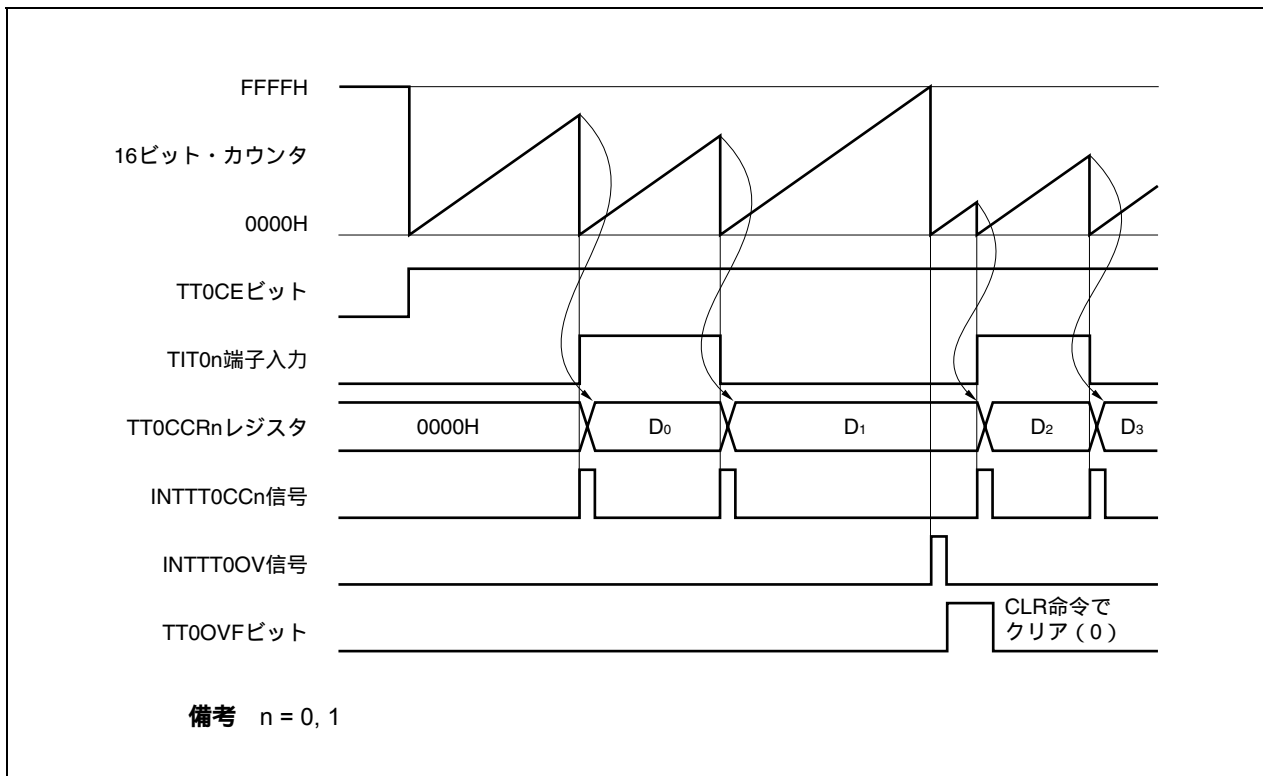 FFFFH
16ビット・カウンタ
0000H
TT0CEビット
TIT0n端子入力
TT0CCRnレジスタ
0000H
D0
D1
D2
D3
INTTT0CCn信号
INTTT0OV信号
TT0OVFビット
CLR命令で
クリア（0）
備考 n = 0, 1